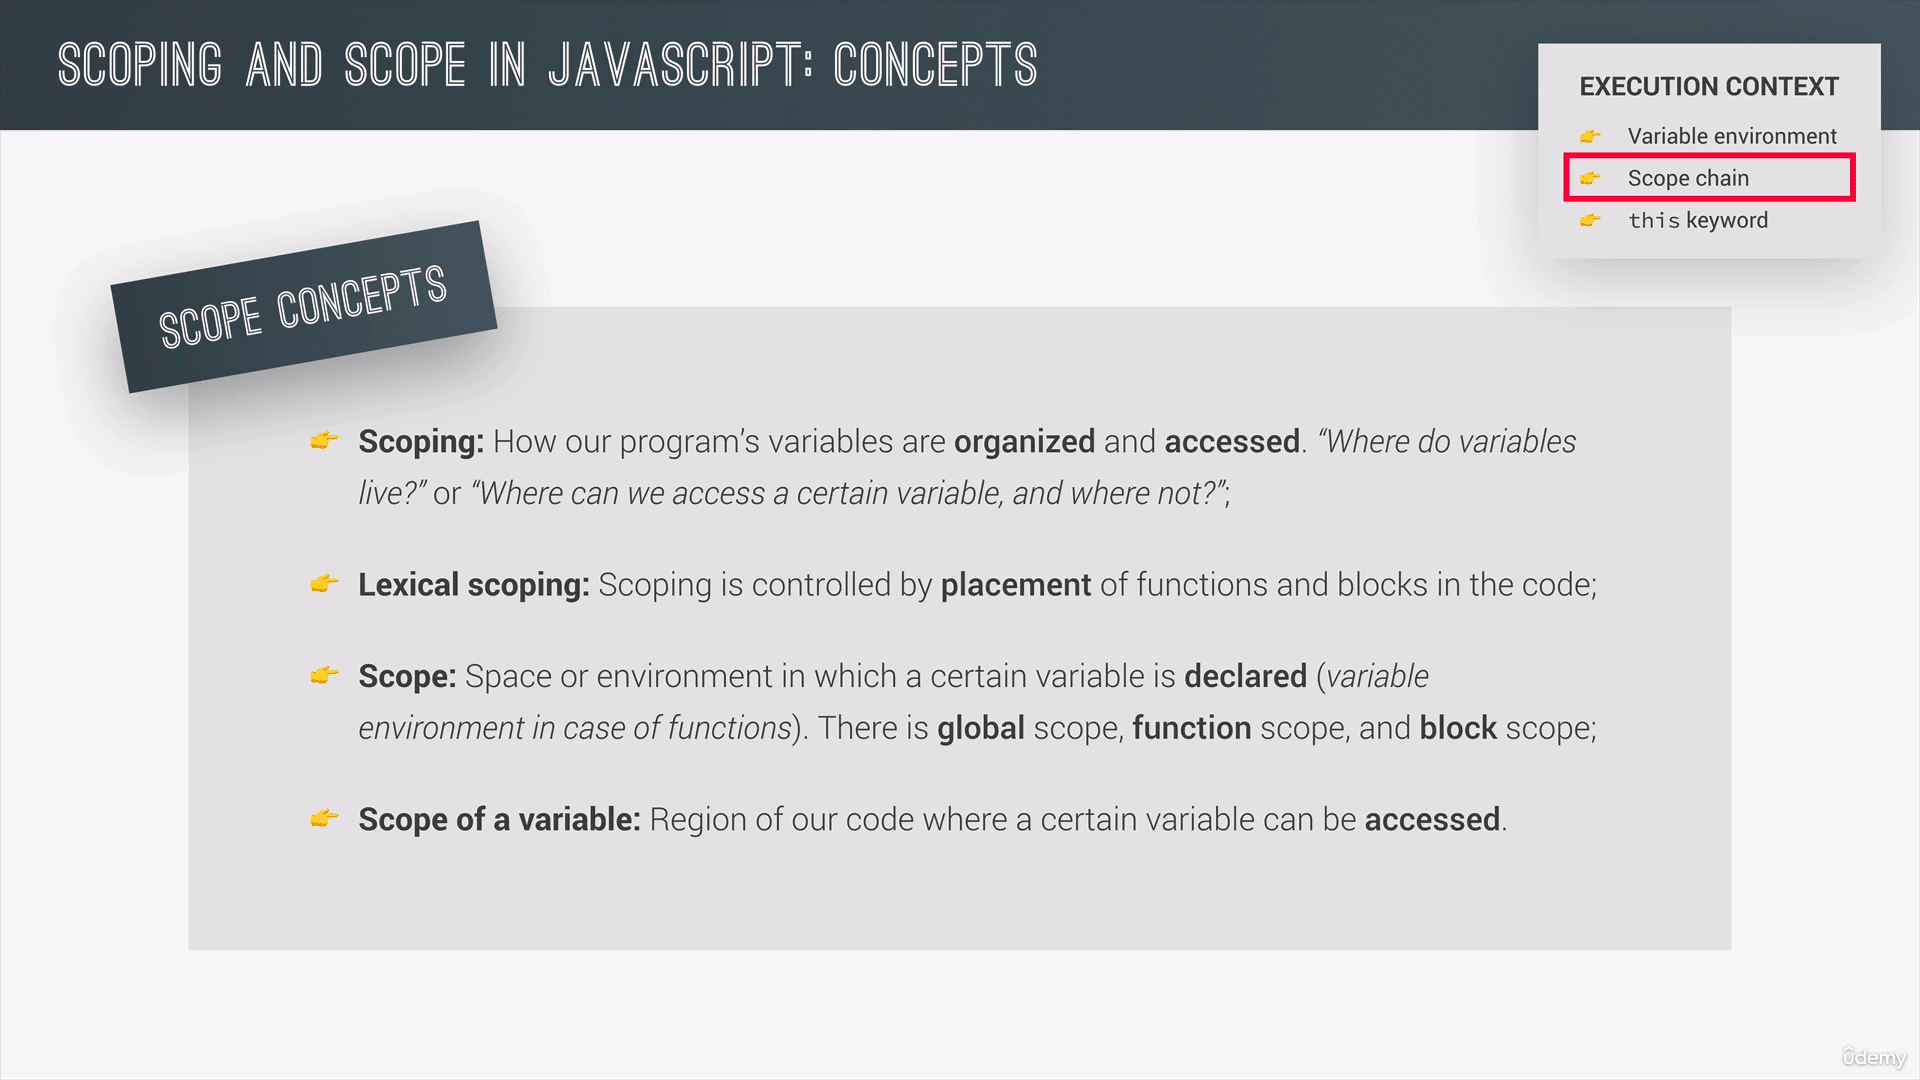 SCOPING AND SCOPE IN JAVASCRIPT: CONCEPTS
EXECUTION CONTEXT
👉 Variable environment
👉 Scope chain
👉 this keyword
SCOPE CONCEPTS
👉 Scoping: How our program’s variables are organized and accessed. “Where do variables
live?” or “Where can we access a certain variable, and where not?”;
👉 Lexical scoping: Scoping is controlled by placement of functions and blocks in the code;
👉 Scope: Space or environment in which a certain variable is declared (variable
environment in case of functions). There is global scope, function scope, and block scope;
👉 Scope of a variable: Region of our code where a certain variable can be accessed.
ûdemy